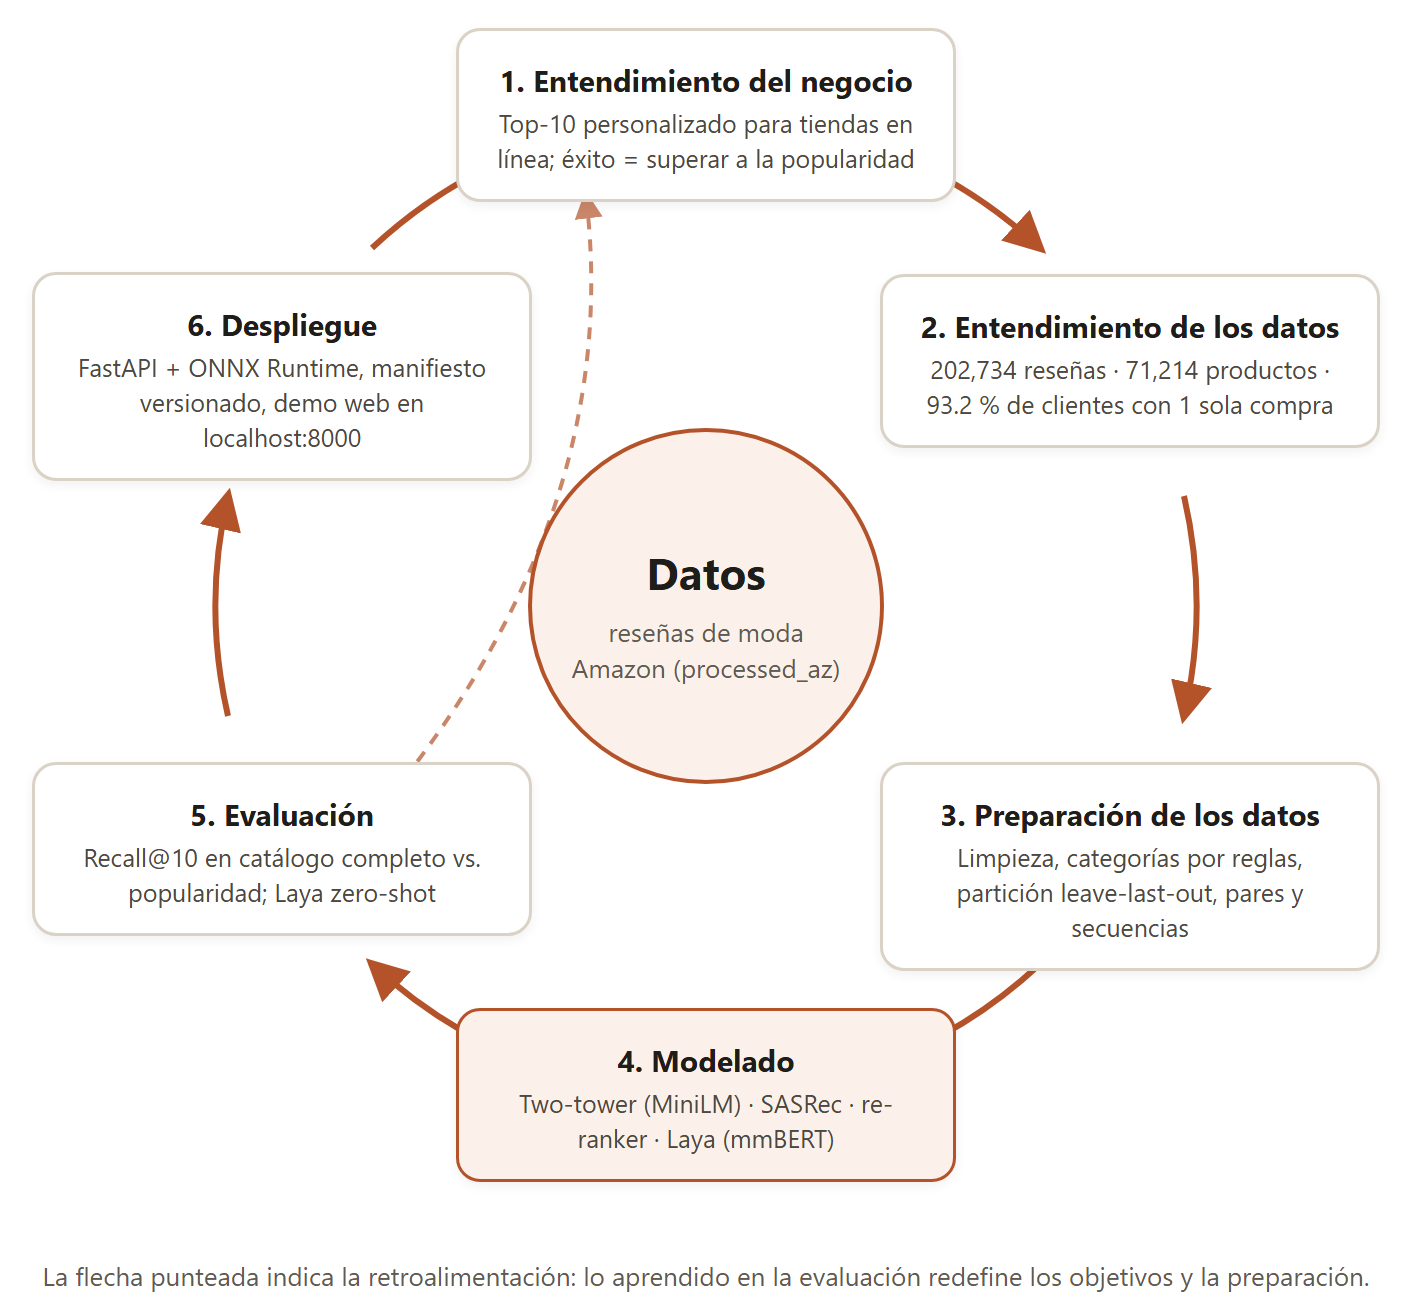 1. Entendimiento del negocio
Top-10 personalizado para tiendas en
línea; éxito = superar a la popularidad
2. Entendimiento de los datos
202,734 reseñas · 71,214 productos ·
93.2 % de clientes con 1 sola compra
3. Preparación de los datos
Limpieza, categorías por reglas,
partición leave-last-out, pares y
secuencias
4. Modelado
Two-tower (MiniLM) · SASRec · re-
ranker · Laya (mmBERT)
5. Evaluación
Recall@10 en catálogo completo vs.
popularidad; Laya zero-shot
6. Despliegue
FastAPI + ONNX Runtime, manifiesto
versionado, demo web en
localhost:8000
Datos
reseñas de moda
Amazon (processed_az)
La flecha punteada indica la retroalimentación: lo aprendido en la evaluación redefine los objetivos y la preparación.